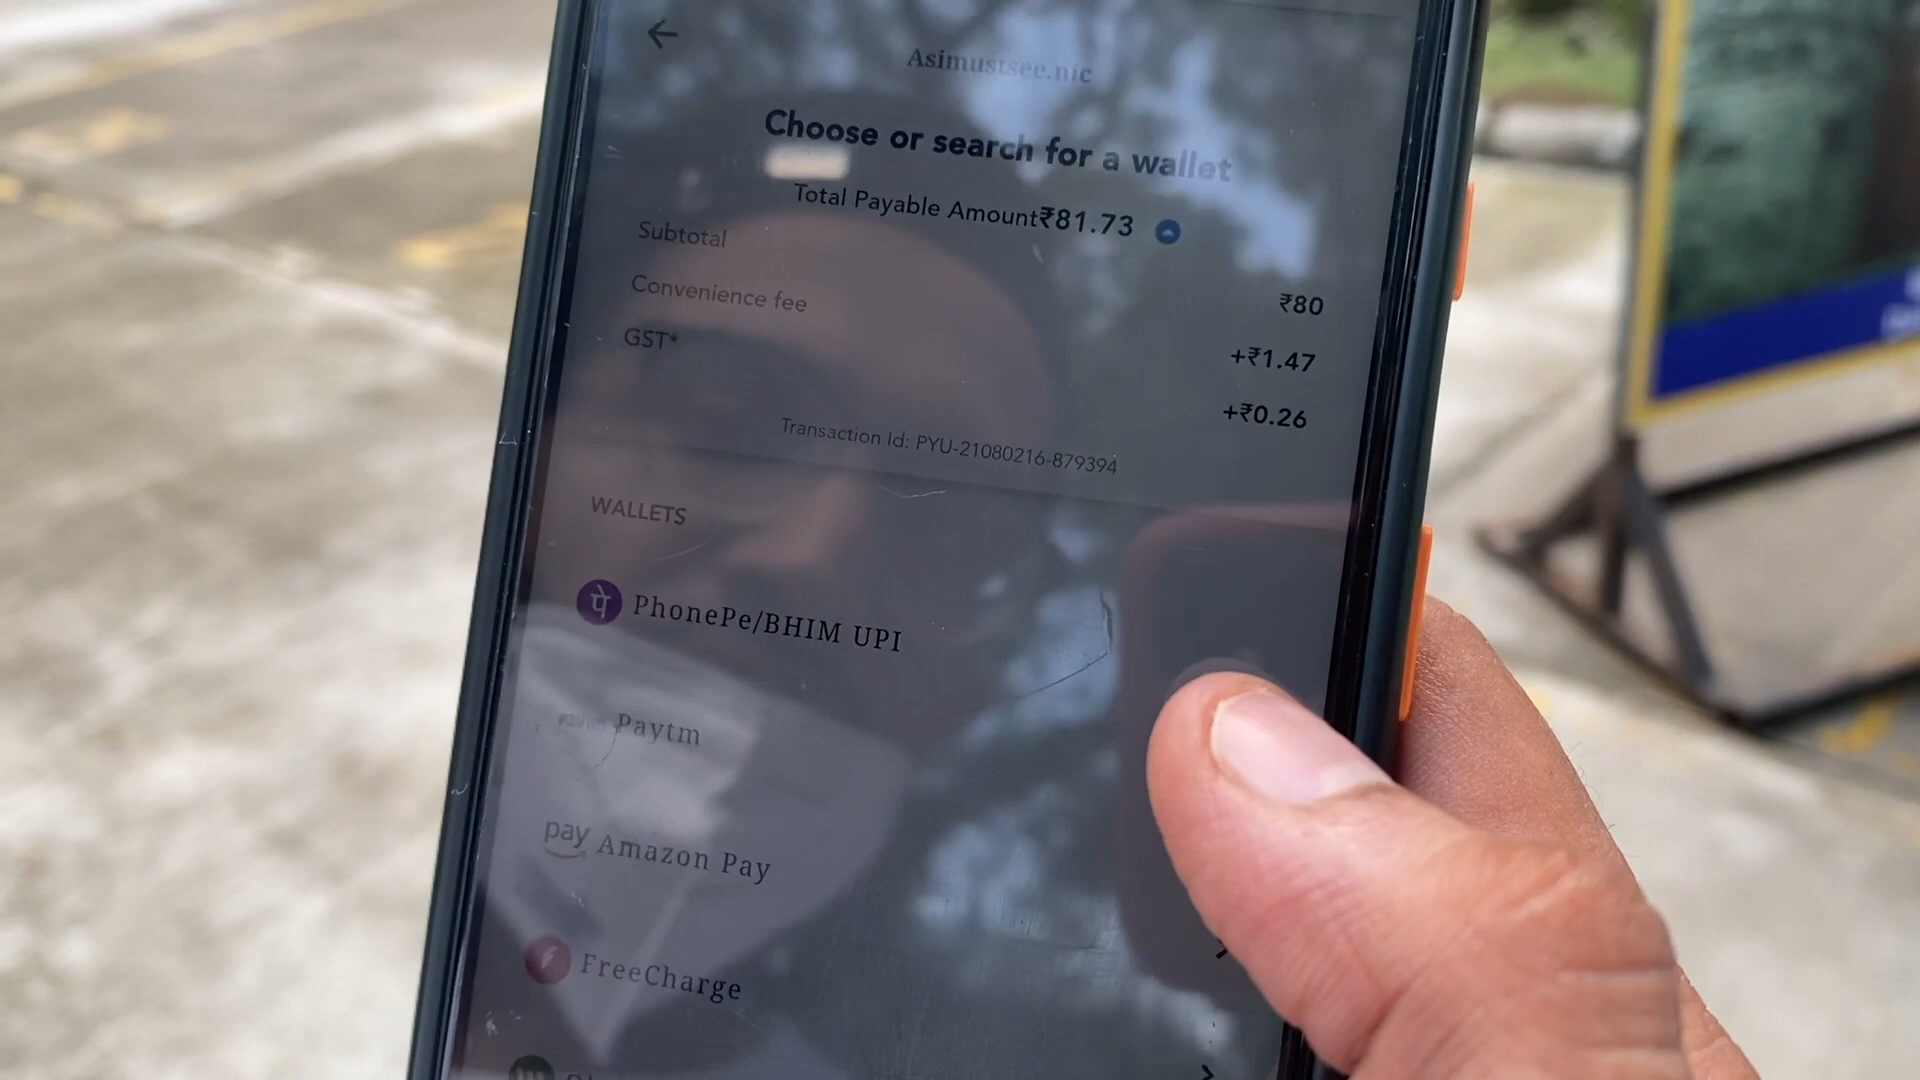 Asimustsee.nic
Choose or search for a wallet
Total Payable Amount₹81.73
Subtotal
₹80
Convenience fee
+₹1.47
GST*
+₹0.26
Transaction Id: PYU-21080216-879394
WALLETS
पे PhonePe/BHIM UPI
Paytm
pay Amazon Pay
FreeCharge